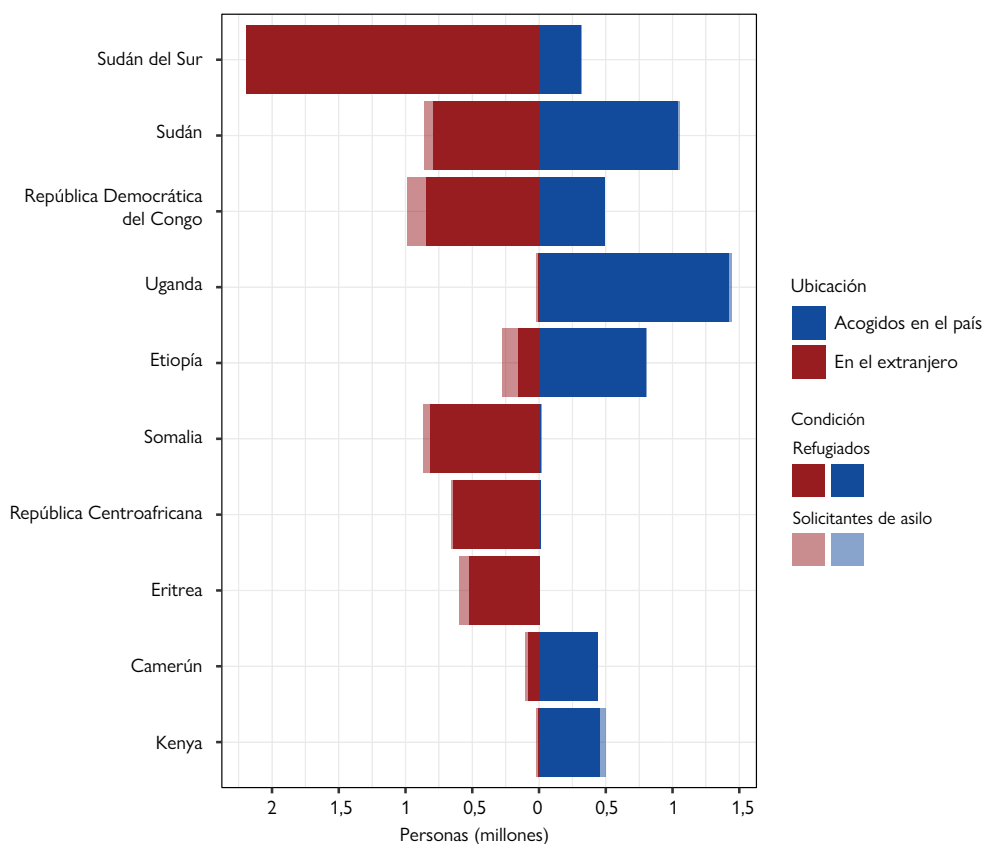 Sudán del Sur
Sudán
República Democrática
del Congo
Uganda
Etiopía
Somalia
República Centroafricana
Eritrea
Camerún
Kenya
2 1,5 1 0,5 0 0,5 1 1,5
Personas (millones)
Ubicación
Acogidos en el país
En el extranjero
Condición
Refugiados
Solicitantes de asilo